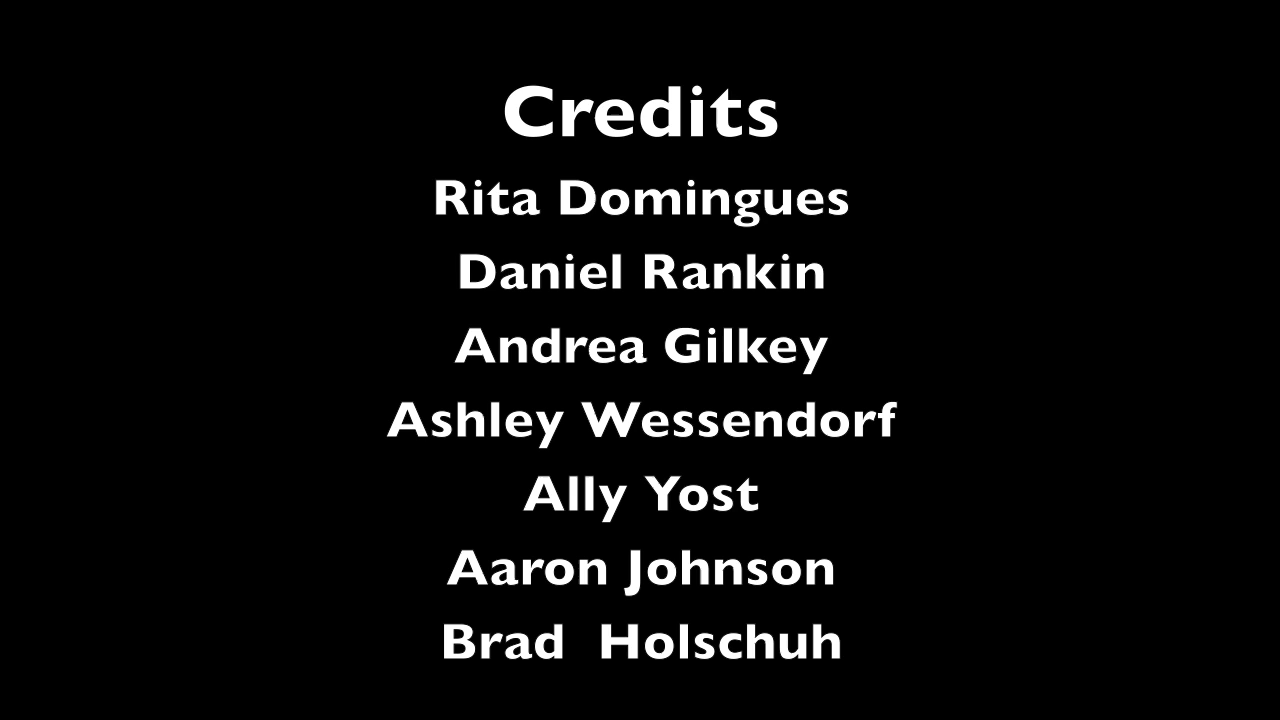 Credits
Rita Domingues
Daniel Rankin
Andrea Gilkey
Ashley Wessendorf
Ally Yost
Aaron Johnson
Brad  Holschuh